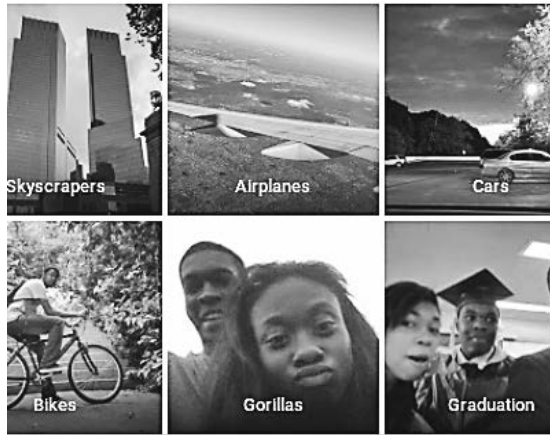 Skyscrapers
Airplanes
Cars
Bikes
Gorillas
Graduation